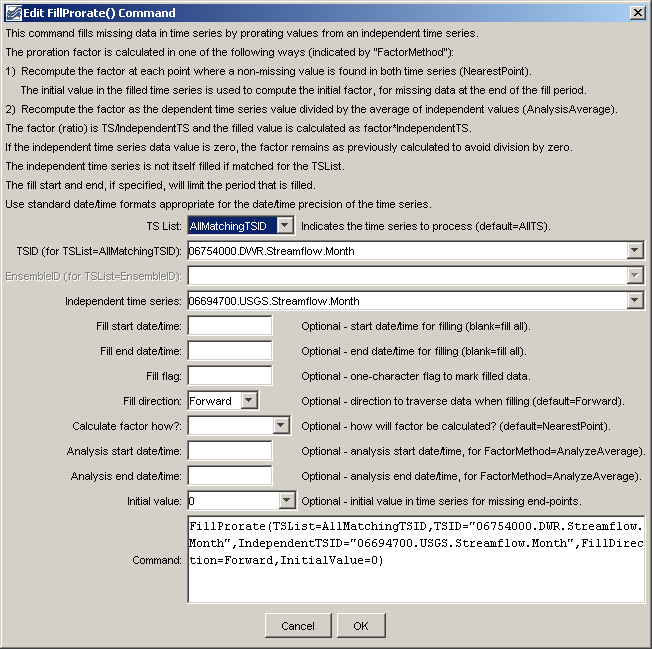 Edit FillProrate() Command
This command fills missing data in time series by prorating values from an independent time series.
The proration factor is calculated in one of the following ways (indicated by "FactorMethod"):
1)  Recompute the factor at each point where a non-missing value is found in both time series (NearestPoint).
The initial value in the filled time series is used to compute the initial factor, for missing data at the end of the fill period.
2)  Recompute the factor as the dependent time series value divided by the average of independent values (AnalysisAverage).
The factor (ratio) is TS/IndependentTS and the filled value is calculated as factor*IndependentTS.
If the independent time series data value is zero, the factor remains as previously calculated to avoid division by zero.
The independent time series is not itself filled if matched for the TSList.
The fill start and end, if specified, will limit the period that is filled.
Use standard date/time formats appropriate for the date/time precision of the time series.
TS List: AllMatchingTSID Indicates the time series to process (default=AllTS).
TSID (for TSList=AllMatchingTSID): 06754000.DWR.Streamflow.Month
EnsembleID (for TSList=EnsembleID):
Independent time series: 06694700.USGS.Streamflow.Month
Fill start date/time: Optional - start date/time for filling (blank=fill all).
Fill end date/time: Optional - end date/time for filling (blank=fill all).
Fill flag: Optional - one-character flag to mark filled data.
Fill direction: Forward Optional - direction to traverse data when filling (default=Forward).
Calculate factor how?: Optional - how will factor be calculated? (default=NearestPoint).
Analysis start date/time: Optional - analysis start date/time, for FactorMethod=AnalyzeAverage).
Analysis end date/time: Optional - analysis end date/time, for FactorMethod=AnalyzeAverage).
Initial value: 0 Optional - initial value in time series for missing end-points.
Command:
FillProrate(TSList=AllMatchingTSID,TSID="06754000.DWR.Streamflow.
Month",IndependentTSID="06694700.USGS.Streamflow.Month",FillDirec
tion=Forward,InitialValue=0)
Cancel OK